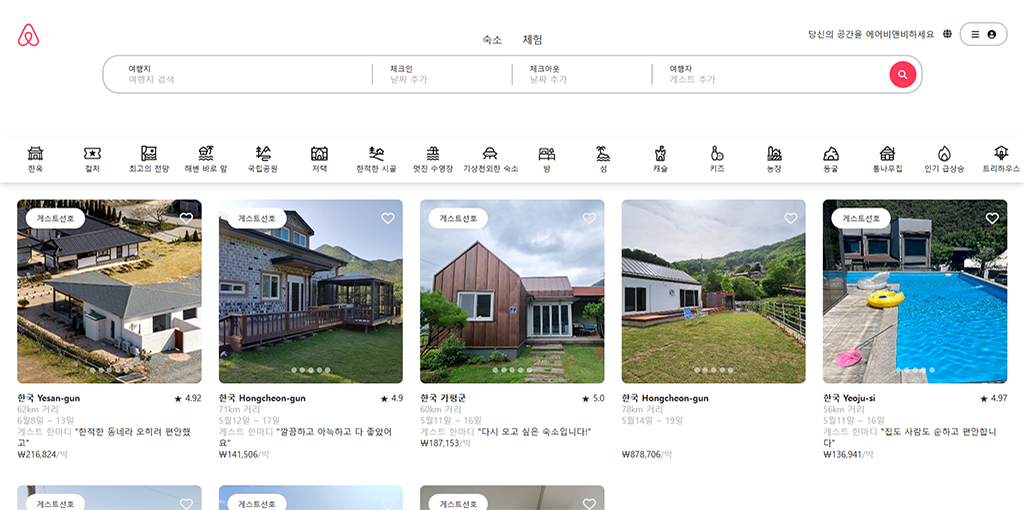 숙소 체험
당신의 공간을 에어비앤비하세요
여행지
여행지 검색
체크인
날짜 추가
체크아웃
날짜 추가
여행자
게스트 추가
한옥
컬처
최고의 전망
해변 바로 앞
국립공원
저택
한적한 시골
멋진 수영장
기상천외한 숙소
방
섬
캐슬
키즈
농장
동굴
통나무집
인기 급상승
트리하우스
게스트선호
한국 Yesan-gun
★ 4.92
62km 거리
6월8일 ~ 13일
게스트 한마디 "한적한 동네라 오히려 편안했
고"
₩216,824/박
게스트선호
한국 Hongcheon-gun
★ 4.9
71km 거리
5월12일 ~ 17일
게스트 한마디 "깔끔하고 아늑하고 다 좋았어
요"
₩141,506/박
게스트선호
한국 가평군
★ 5.0
60km 거리
5월11일 ~ 16일
게스트 한마디 "다시 오고 싶은 숙소입니다!"
₩187,153/박
한국 Hongcheon-gun
78km 거리
5월14일 ~ 19일
₩878,706/박
게스트선호
한국 Yeoju-si
★ 4.97
56km 거리
5월11일 ~ 16일
게스트 한마디 "집도 사람도 순하고 편안합니
다"
₩136,941/박
게스트선호
게스트선호
게스트선호